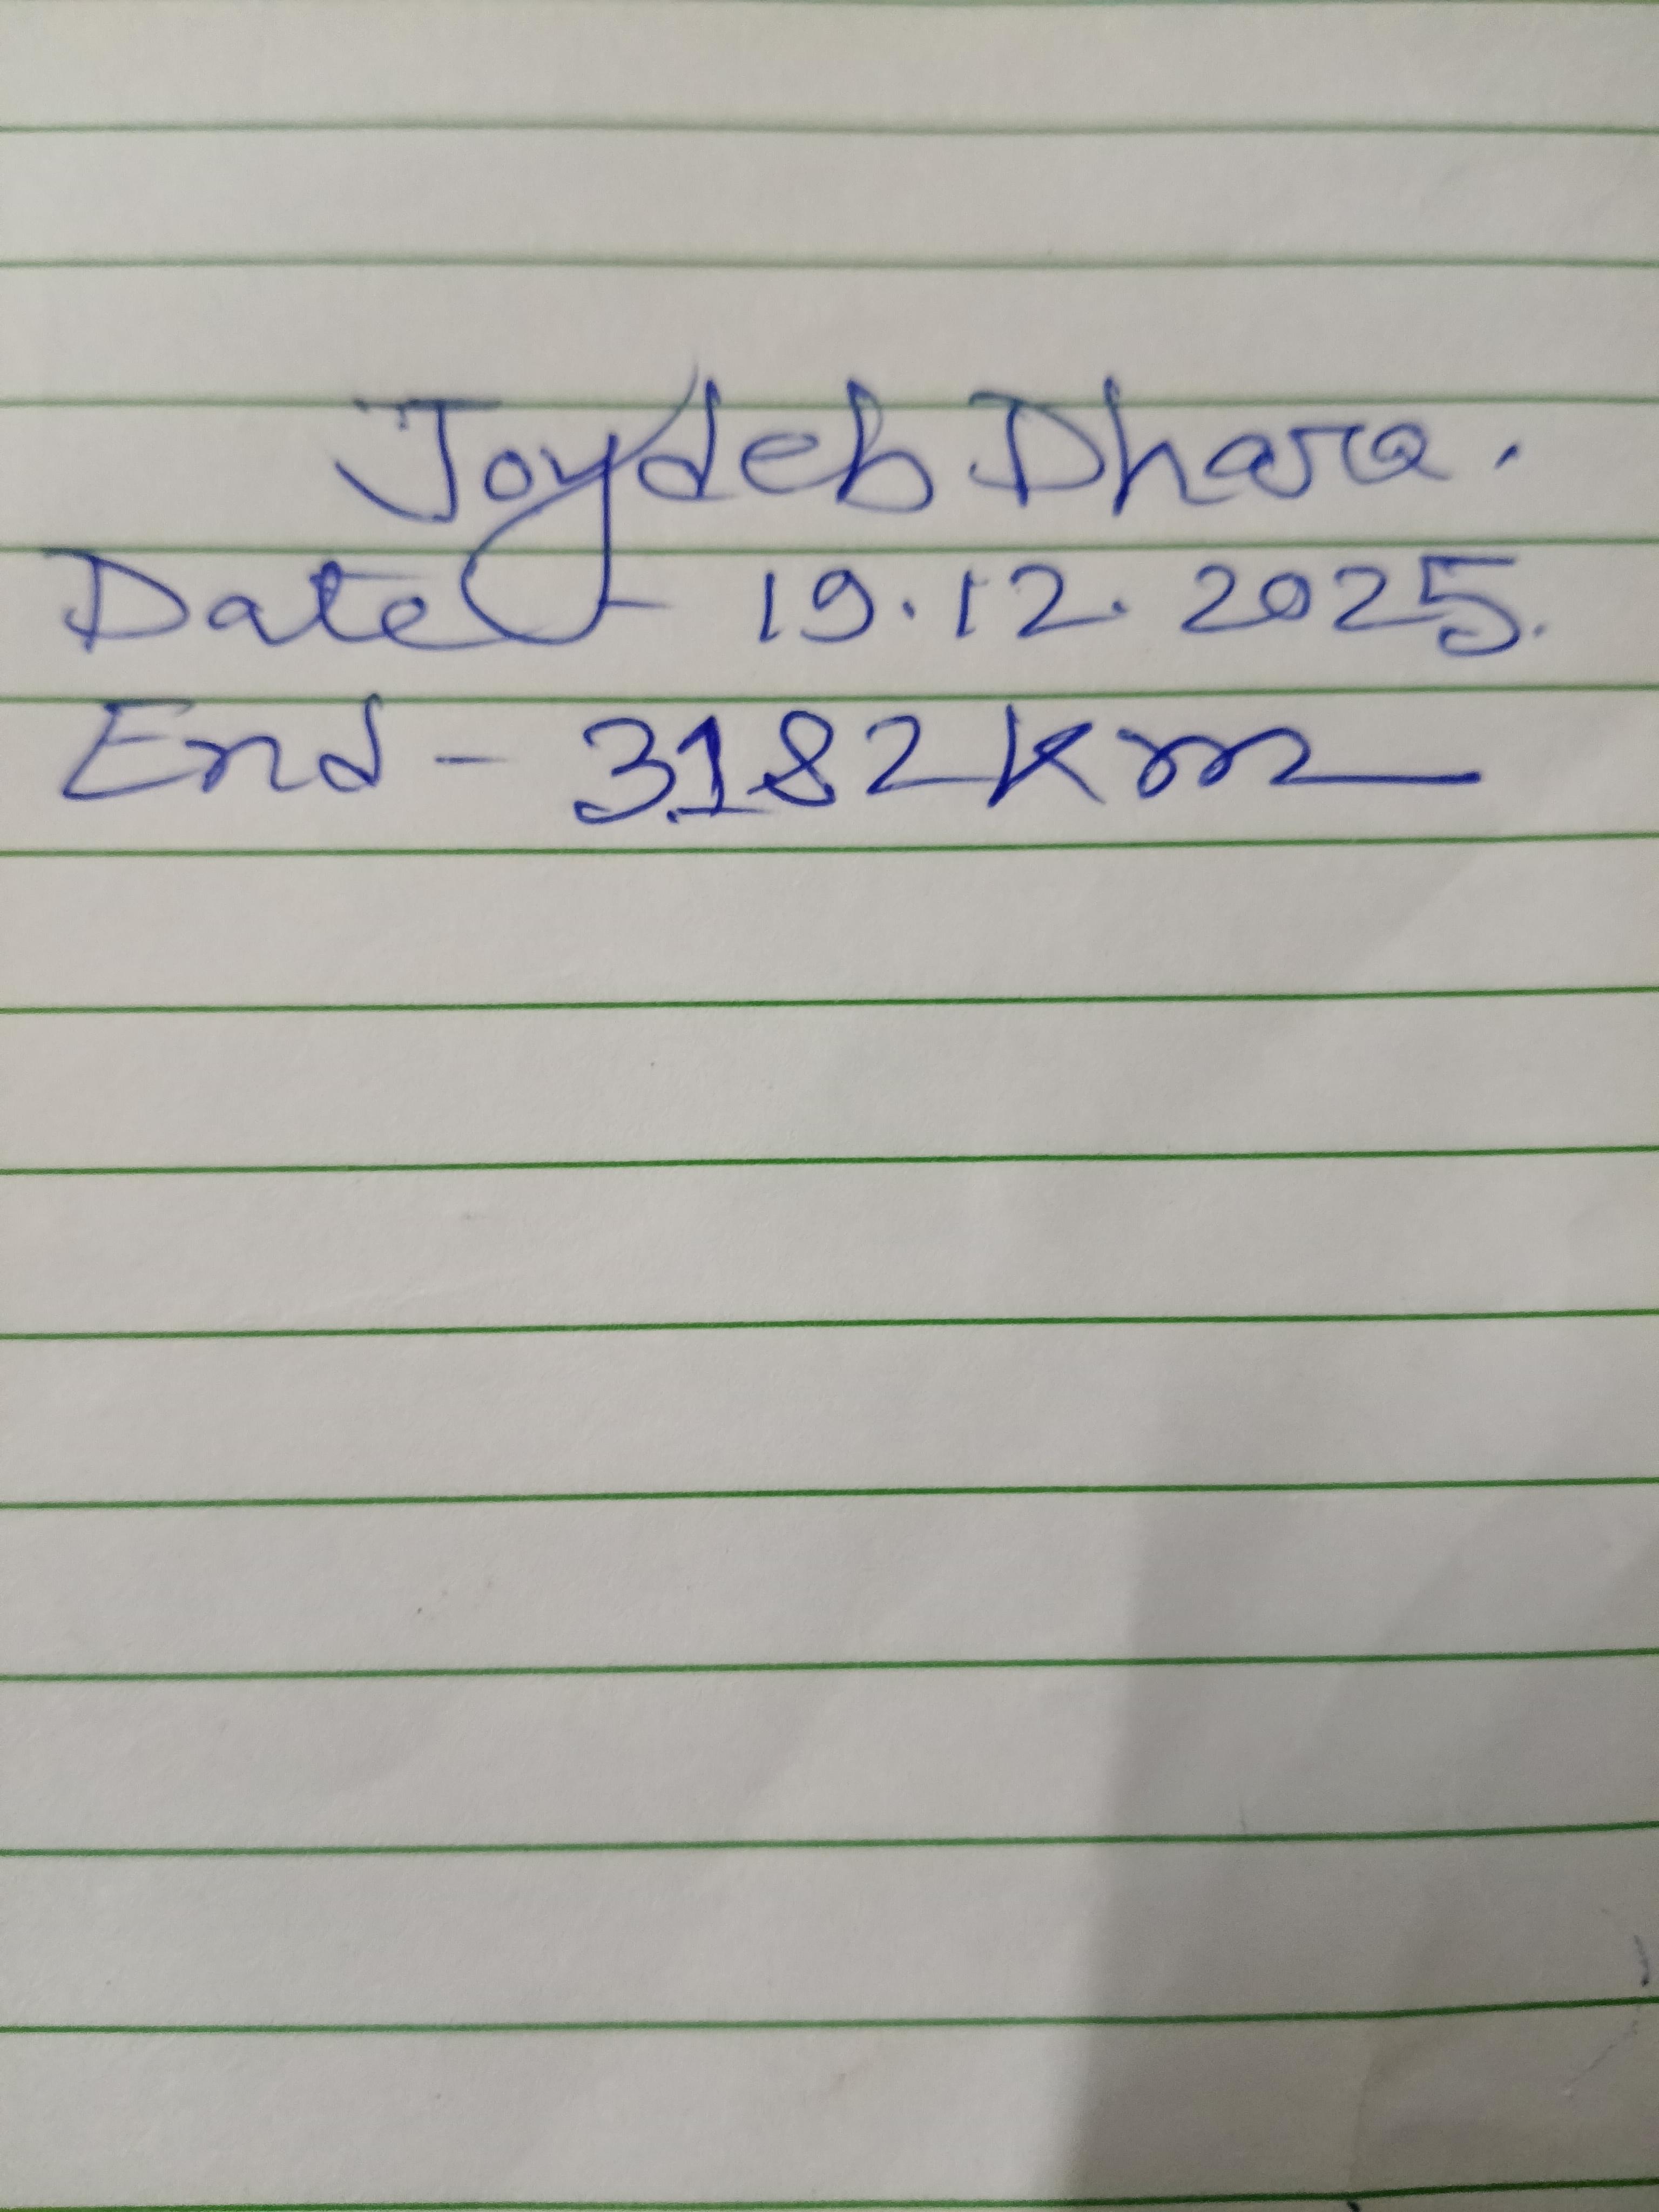 Joydeb Dhara.
Date - 19.12.2025.
End - 3182 Km